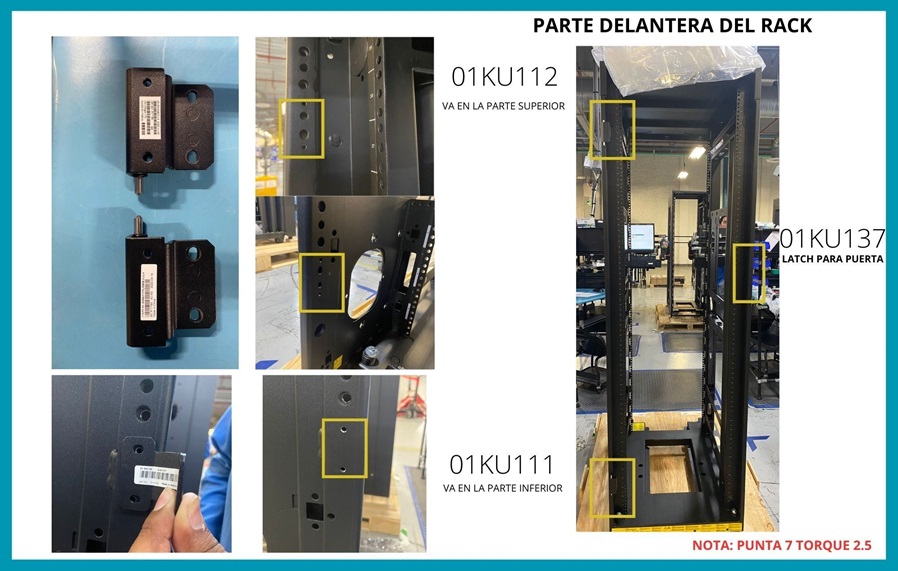 PARTE DELANTERA DEL RACK
01KU112
VA EN LA PARTE SUPERIOR
01KU137
LATCH PARA PUERTA
01KU111
VA EN LA PARTE INFERIOR
NOTA: PUNTA 7 TORQUE 2.5